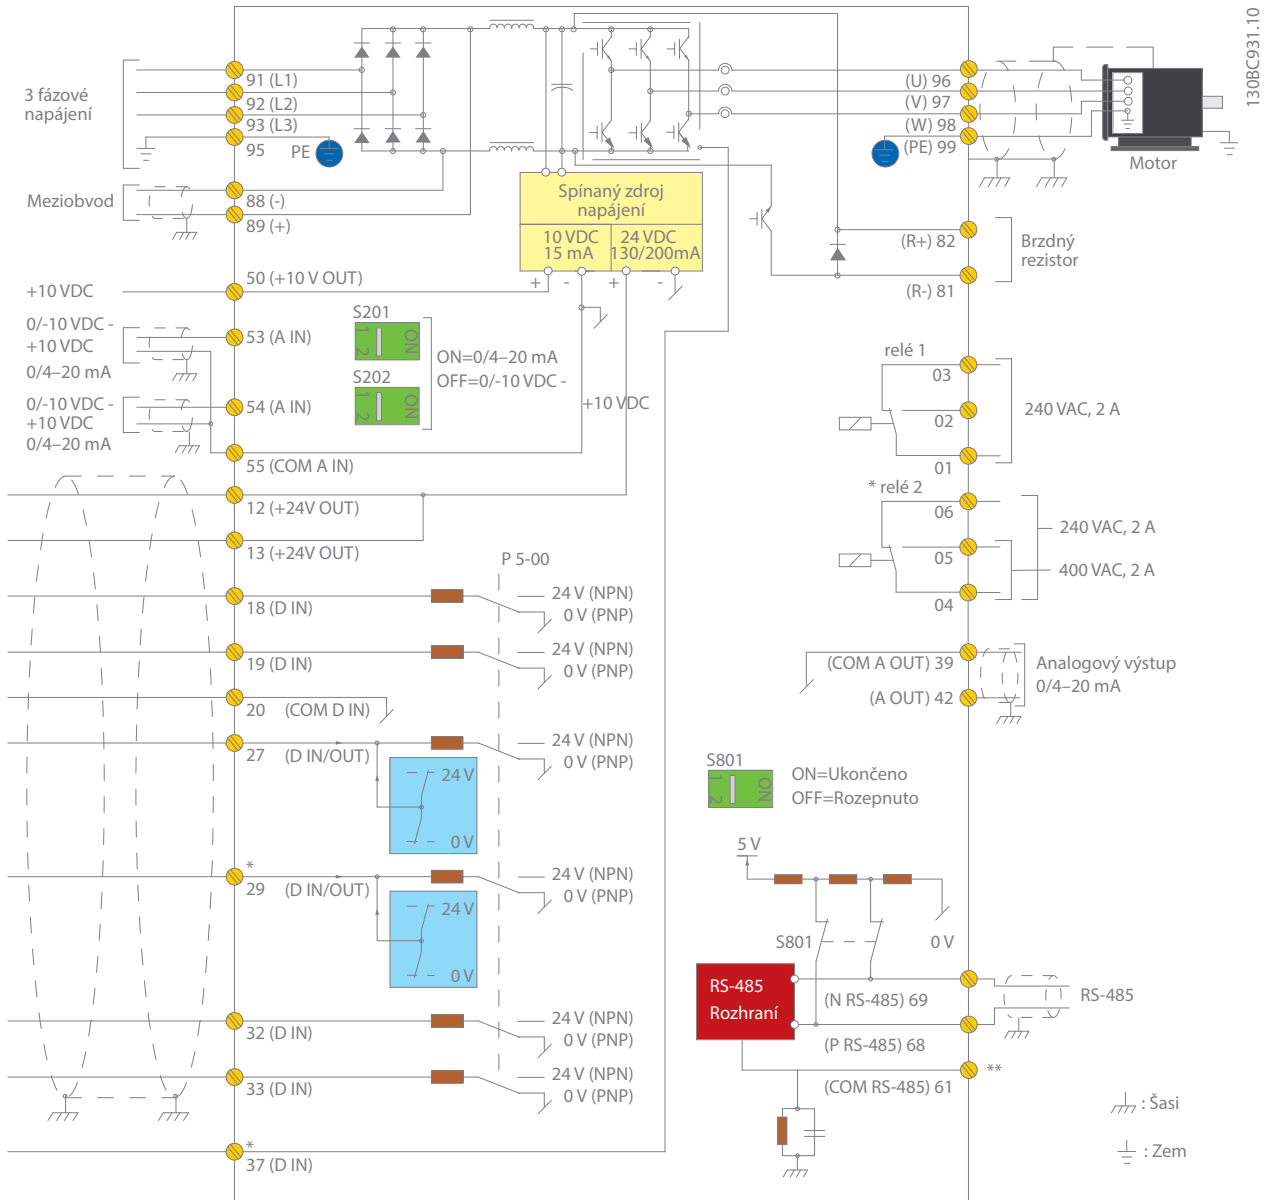 130BC931.10
3 fázové
napájení
91 (L1)
92 (L2)
93 (L3)
95
PE
Meziobvod
88 (-)
89 (+)
50 (+10 V OUT)
+10 VDC
0/-10 VDC -
+10 VDC
0/4–20 mA
53 (A IN)
0/-10 VDC -
+10 VDC
0/4–20 mA
54 (A IN)
55 (COM A IN)
12 (+24V OUT)
13 (+24V OUT)
18 (D IN)
19 (D IN)
20 (COM D IN)
27 (D IN/OUT)
*
29 (D IN/OUT)
32 (D IN)
33 (D IN)
*
37 (D IN)
Spínaný zdroj
napájení
10 VDC
15 mA
24 VDC
130/200mA
+ - + -
S201
1 2 ON
S202
1 2 ON
ON=0/4–20 mA
OFF=0/-10 VDC -
+10 VDC
P 5-00
24 V (NPN)
0 V (PNP)
24 V (NPN)
0 V (PNP)
24 V (NPN)
0 V (PNP)
24 V
0 V
24 V (NPN)
0 V (PNP)
24 V
0 V
24 V (NPN)
0 V (PNP)
24 V (NPN)
0 V (PNP)
(U) 96
(V) 97
(W) 98
(PE) 99
Motor
(R+) 82
(R-) 81
Brzdný
rezistor
relé 1
03
02
01
240 VAC, 2 A
* relé 2
06
05
04
240 VAC, 2 A
400 VAC, 2 A
(COM A OUT) 39
(A OUT) 42
Analogový výstup
0/4–20 mA
S801
1 2 ON
ON=Ukončeno
OFF=Rozepnuto
5 V
S801
0 V
RS-485
Rozhraní
(N RS-485) 69
(P RS-485) 68
(COM RS-485) 61
**
RS-485
: Šasi
: Zem